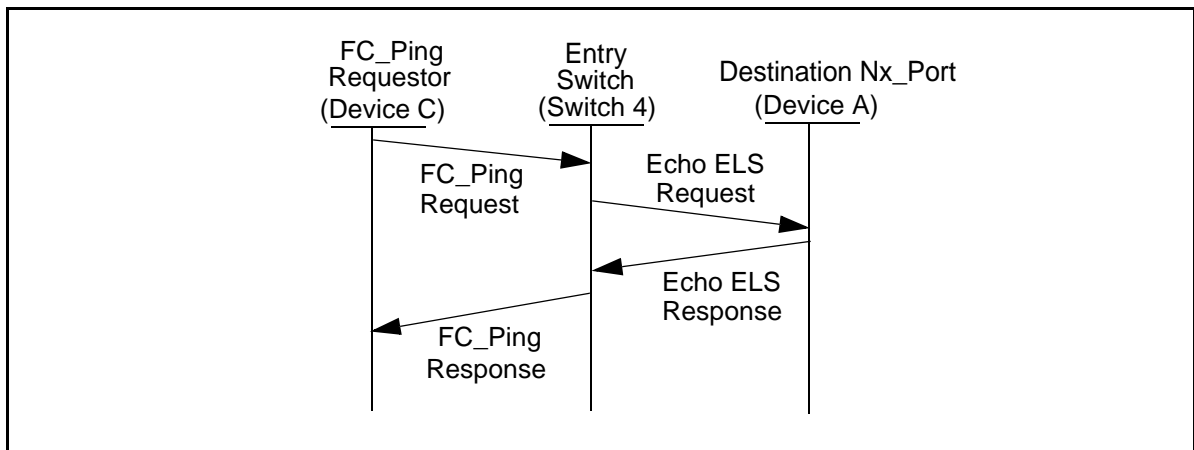 FC_Ping
Requestor
(Device C)
Entry
Switch
(Switch 4)
Destination Nx_Port
(Device A)
FC_Ping
Request
Echo ELS
Request
Echo ELS
Response
FC_Ping
Response